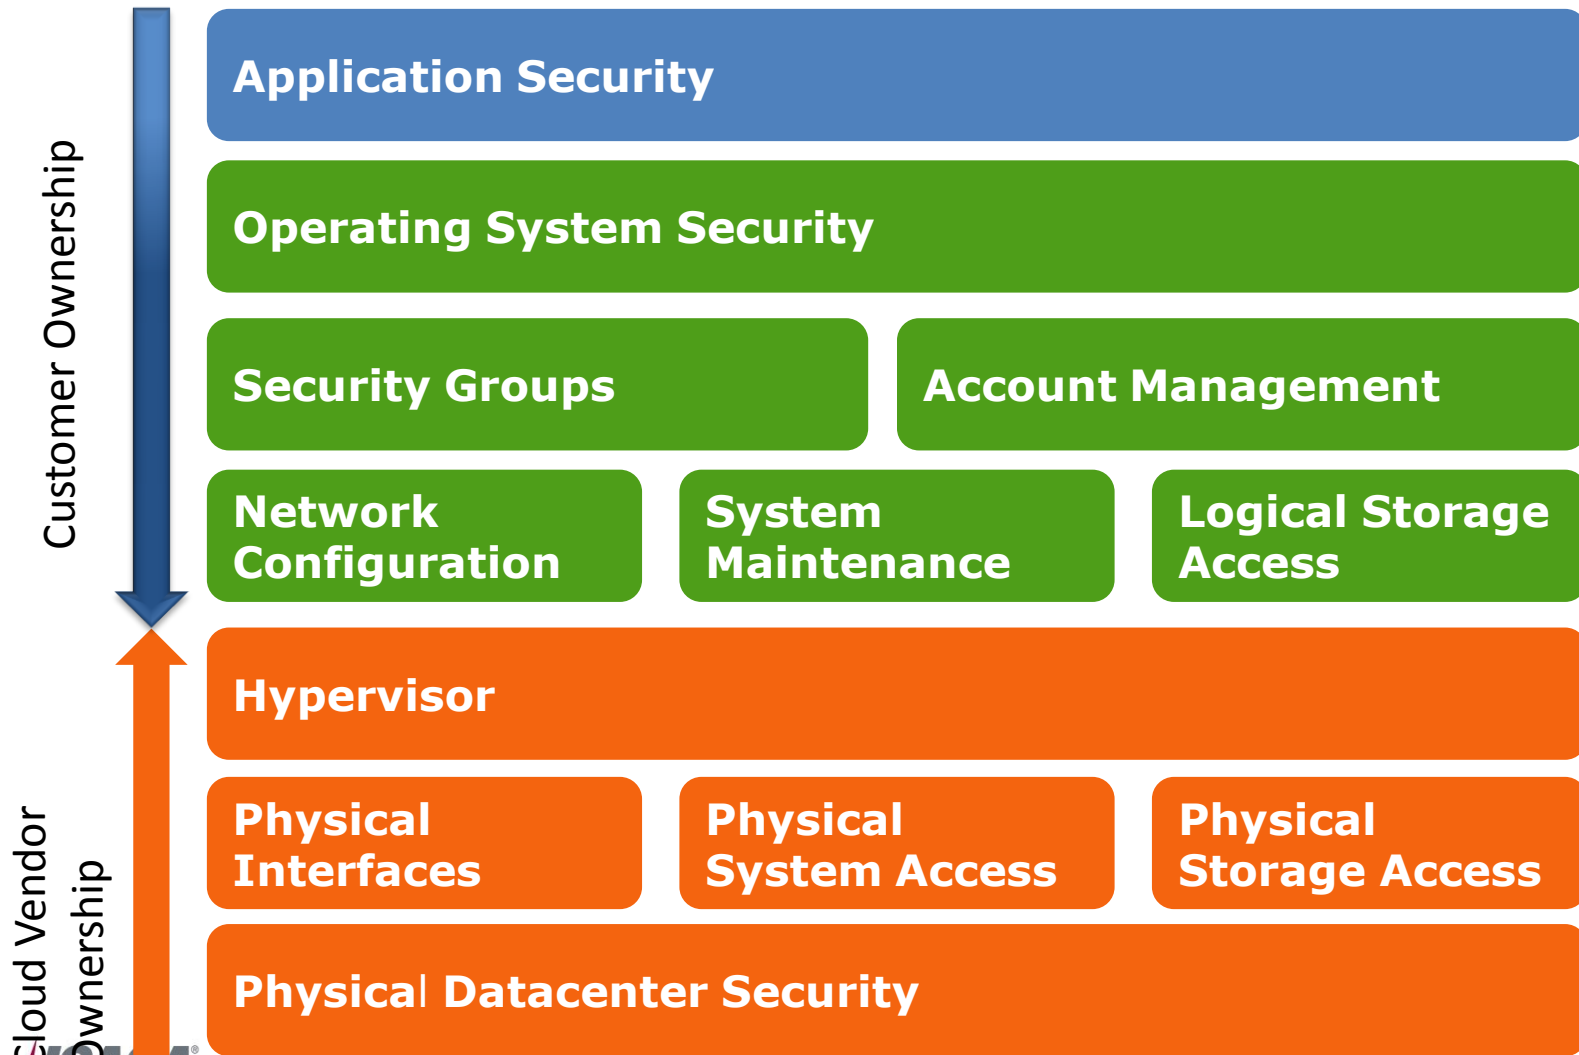 Application Security
Customer Ownership
Operating System Security
Security Groups
Account Management
Network
Configuration
System
Maintenance
Logical Storage
Access
Hypervisor
Cloud Vendor
Ownership
Physical
Interfaces
Physical
System Access
Physical
Storage Access
Physical Datacenter Security